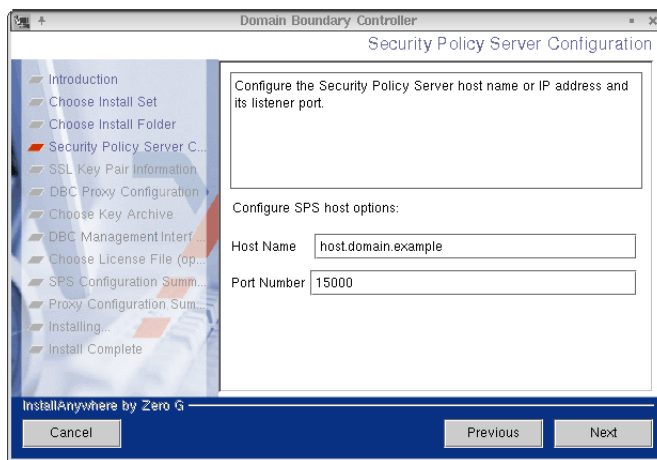 Domain Boundary Controller
Security Policy Server Configuration
Introduction
Choose Install Set
Choose Install Folder
Security Policy Server C...
SSL Key Pair Information
DBC Proxy Configuration
Choose Key Archive
DBC Management Interf...
Choose License File (op...
SPS Configuration Summ...
Proxy Configuration Sum...
Installing...
Install Complete
Configure the Security Policy Server host name or IP address and
its listener port.
Configure SPS host options:
Host Name host.domain.example
Port Number 15000
InstallAnywhere by Zero G
Cancel
Previous
Next